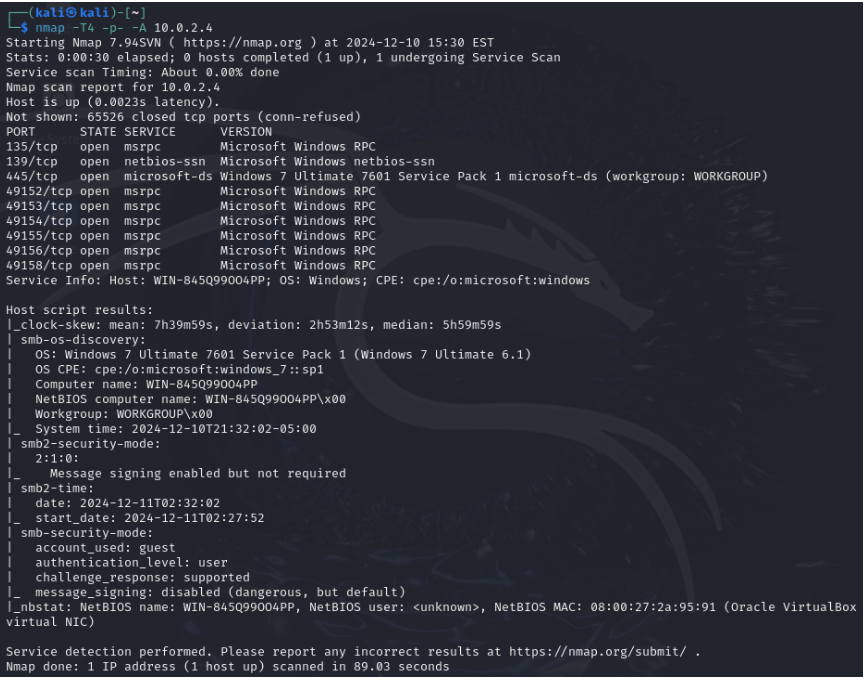 ┌──(kali㉿kali)-[~]
└─$ nmap -T4 -p- -A 10.0.2.4
Starting Nmap 7.94SVN ( https://nmap.org ) at 2024-12-10 15:30 EST
Stats: 0:00:30 elapsed; 0 hosts completed (1 up), 1 undergoing Service Scan
Service scan Timing: About 0.00% done
Nmap scan report for 10.0.2.4
Host is up (0.0023s latency).
Not shown: 65526 closed tcp ports (conn-refused)
PORT      STATE SERVICE      VERSION
135/tcp   open  msrpc        Microsoft Windows RPC
139/tcp   open  netbios-ssn  Microsoft Windows netbios-ssn
445/tcp   open  microsoft-ds Windows 7 Ultimate 7601 Service Pack 1 microsoft-ds (workgroup: WORKGROUP)
49152/tcp open  msrpc        Microsoft Windows RPC
49153/tcp open  msrpc        Microsoft Windows RPC
49154/tcp open  msrpc        Microsoft Windows RPC
49155/tcp open  msrpc        Microsoft Windows RPC
49156/tcp open  msrpc        Microsoft Windows RPC
49158/tcp open  msrpc        Microsoft Windows RPC
Service Info: Host: WIN-845Q99OO4PP; OS: Windows; CPE: cpe:/o:microsoft:windows

Host script results:
|_clock-skew: mean: 7h39m59s, deviation: 2h53m12s, median: 5h59m59s
| smb-os-discovery:
|   OS: Windows 7 Ultimate 7601 Service Pack 1 (Windows 7 Ultimate 6.1)
|   OS CPE: cpe:/o:microsoft:windows_7::sp1
|   Computer name: WIN-845Q99OO4PP
|   NetBIOS computer name: WIN-845Q99OO4PP\x00
|   Workgroup: WORKGROUP\x00
|_  System time: 2024-12-10T21:32:02-05:00
| smb2-security-mode:
|   2:1:0:
|_    Message signing enabled but not required
| smb2-time:
|   date: 2024-12-11T02:32:02
|_  start_date: 2024-12-11T02:27:52
| smb-security-mode:
|   account_used: guest
|   authentication_level: user
|   challenge_response: supported
|_  message_signing: disabled (dangerous, but default)
|_nbstat: NetBIOS name: WIN-845Q99OO4PP, NetBIOS user: <unknown>, NetBIOS MAC: 08:00:27:2a:95:91 (Oracle VirtualBox
virtual NIC)

Service detection performed. Please report any incorrect results at https://nmap.org/submit/ .
Nmap done: 1 IP address (1 host up) scanned in 89.03 seconds